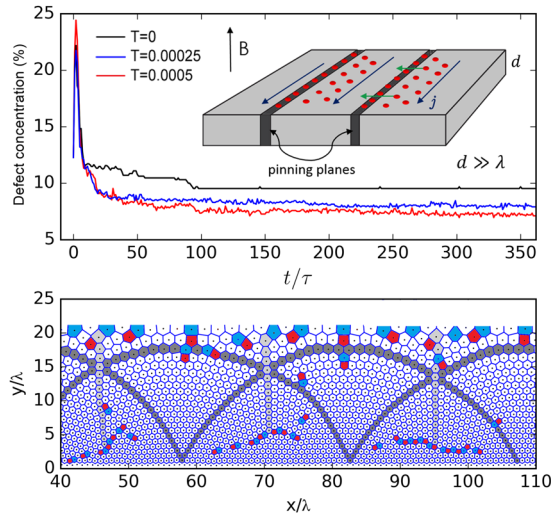 Defect concentration (%)
25
20
15
10
5
T=0
T=0.00025
T=0.0005
B
d
j
pinning planes
d ≫ λ
0 50 100 150 200 250 300 350
t/τ
y/λ
25
20
15
10
5
0
40 50 60 70 80 90 100 110
x/λ